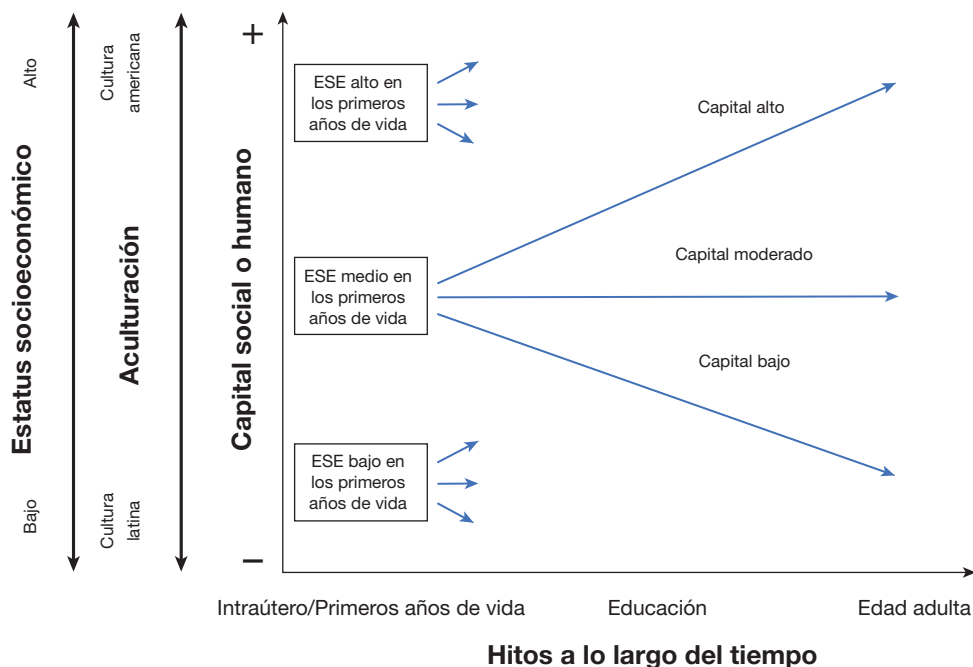 Estatus socioeconómico
Alto
Bajo
Aculturación
Cultura
americana
Cultura
latina
Capital social o humano
+
−
ESE alto en
los primeros
años de vida
ESE medio en
los primeros
años de vida
ESE bajo en
los primeros
años de vida
Capital alto
Capital moderado
Capital bajo
Intraútero/Primeros años de vida
Educación
Edad adulta
Hitos a lo largo del tiempo